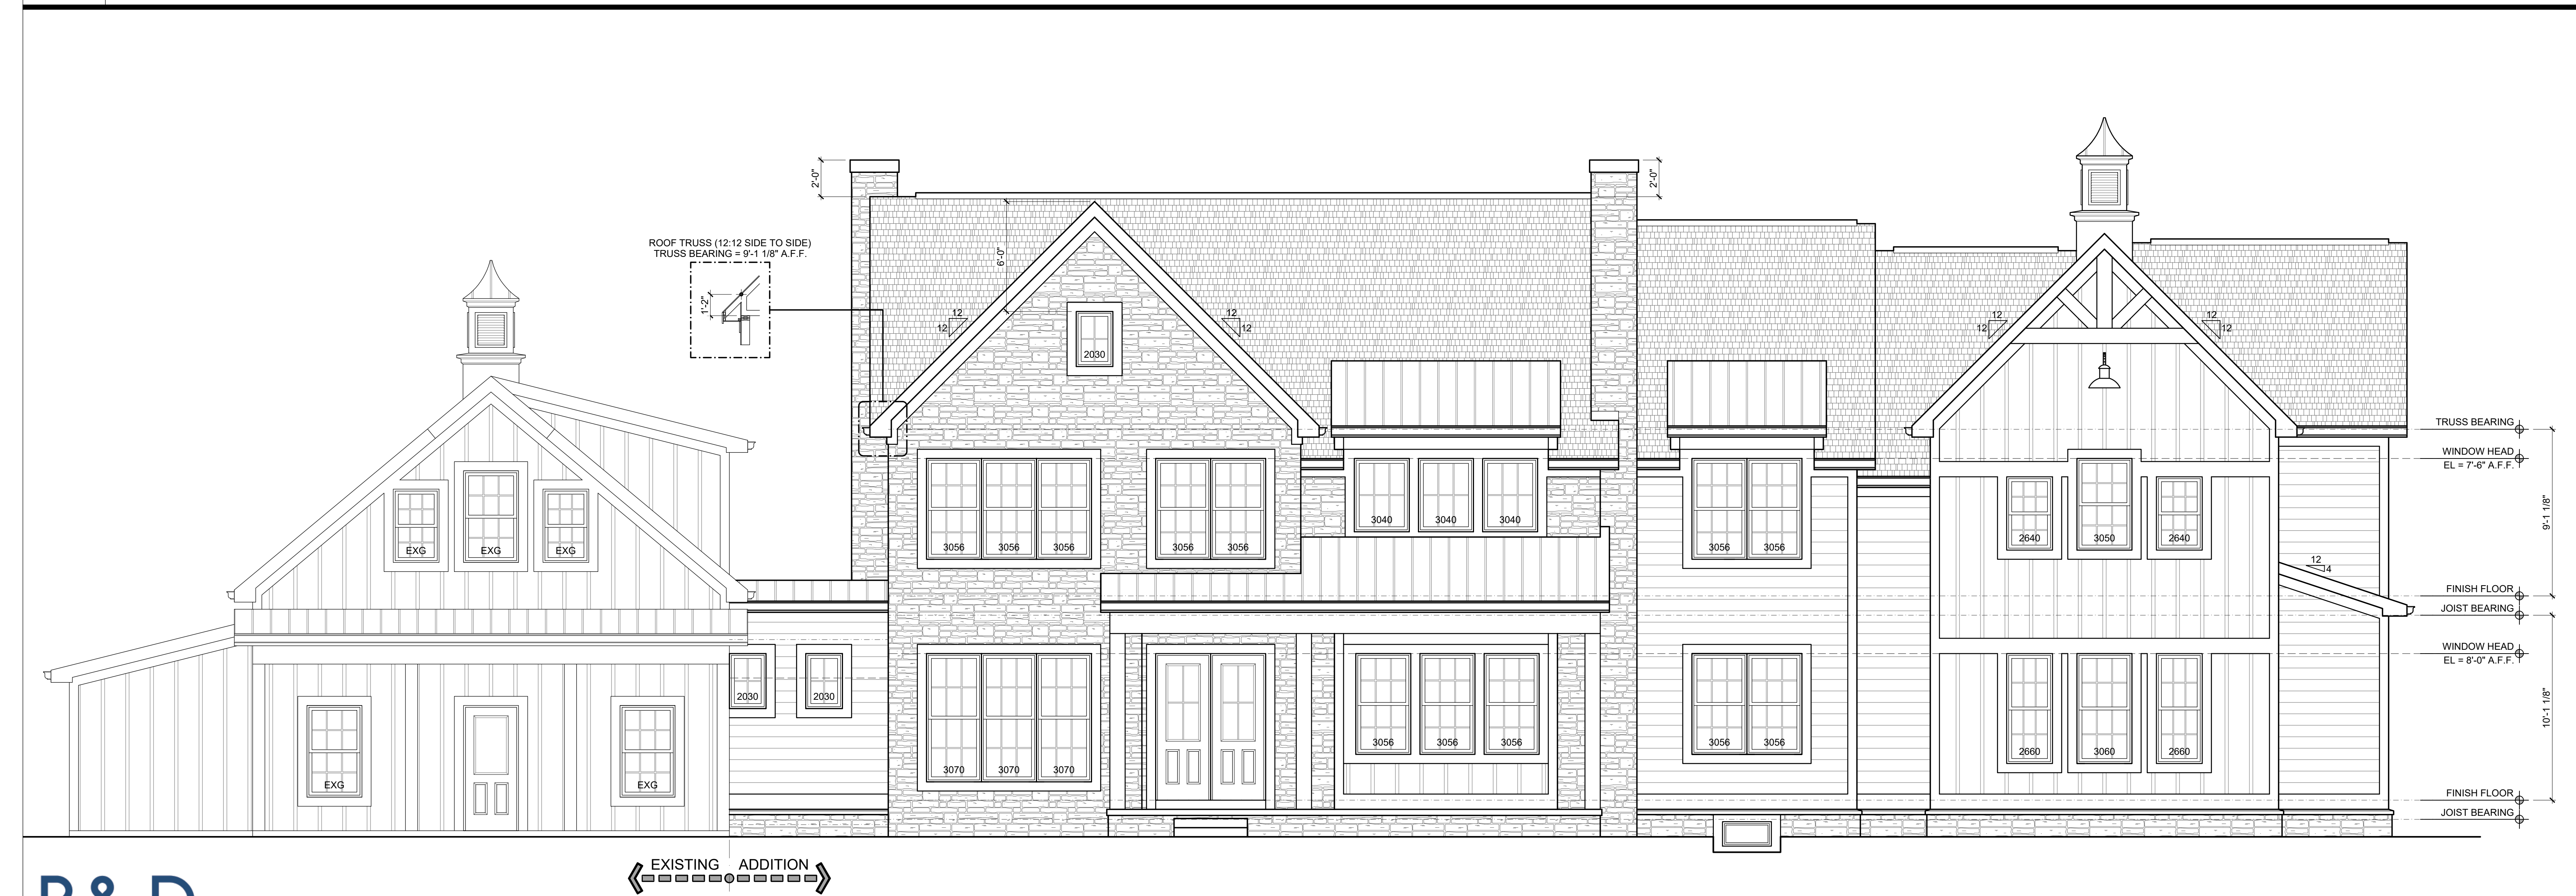 2'-0"
2'-0"
ROOF TRUSS (12:12 SIDE TO SIDE)
TRUSS BEARING = 9'-1 1/8" A.F.F.
1'-2"
6'-0"
12
12
12
12
12
12
12
12
2030
TRUSS BEARING
WINDOW HEAD
EL = 7'-6" A.F.F.
9'-1 1/8"
3040 3040 3040
2640 3050 2640
3056 3056 3056 3056 3056
3056 3056
EXG EXG EXG
12
4
FINISH FLOOR
JOIST BEARING
WINDOW HEAD
EL = 8'-0" A.F.F.
10'-1 1/8"
2030 2030
3056 3056 3056
3056 3056
2660 3060 2660
3070 3070 3070
EXG EXG
FINISH FLOOR
JOIST BEARING
EXISTING ADDITION